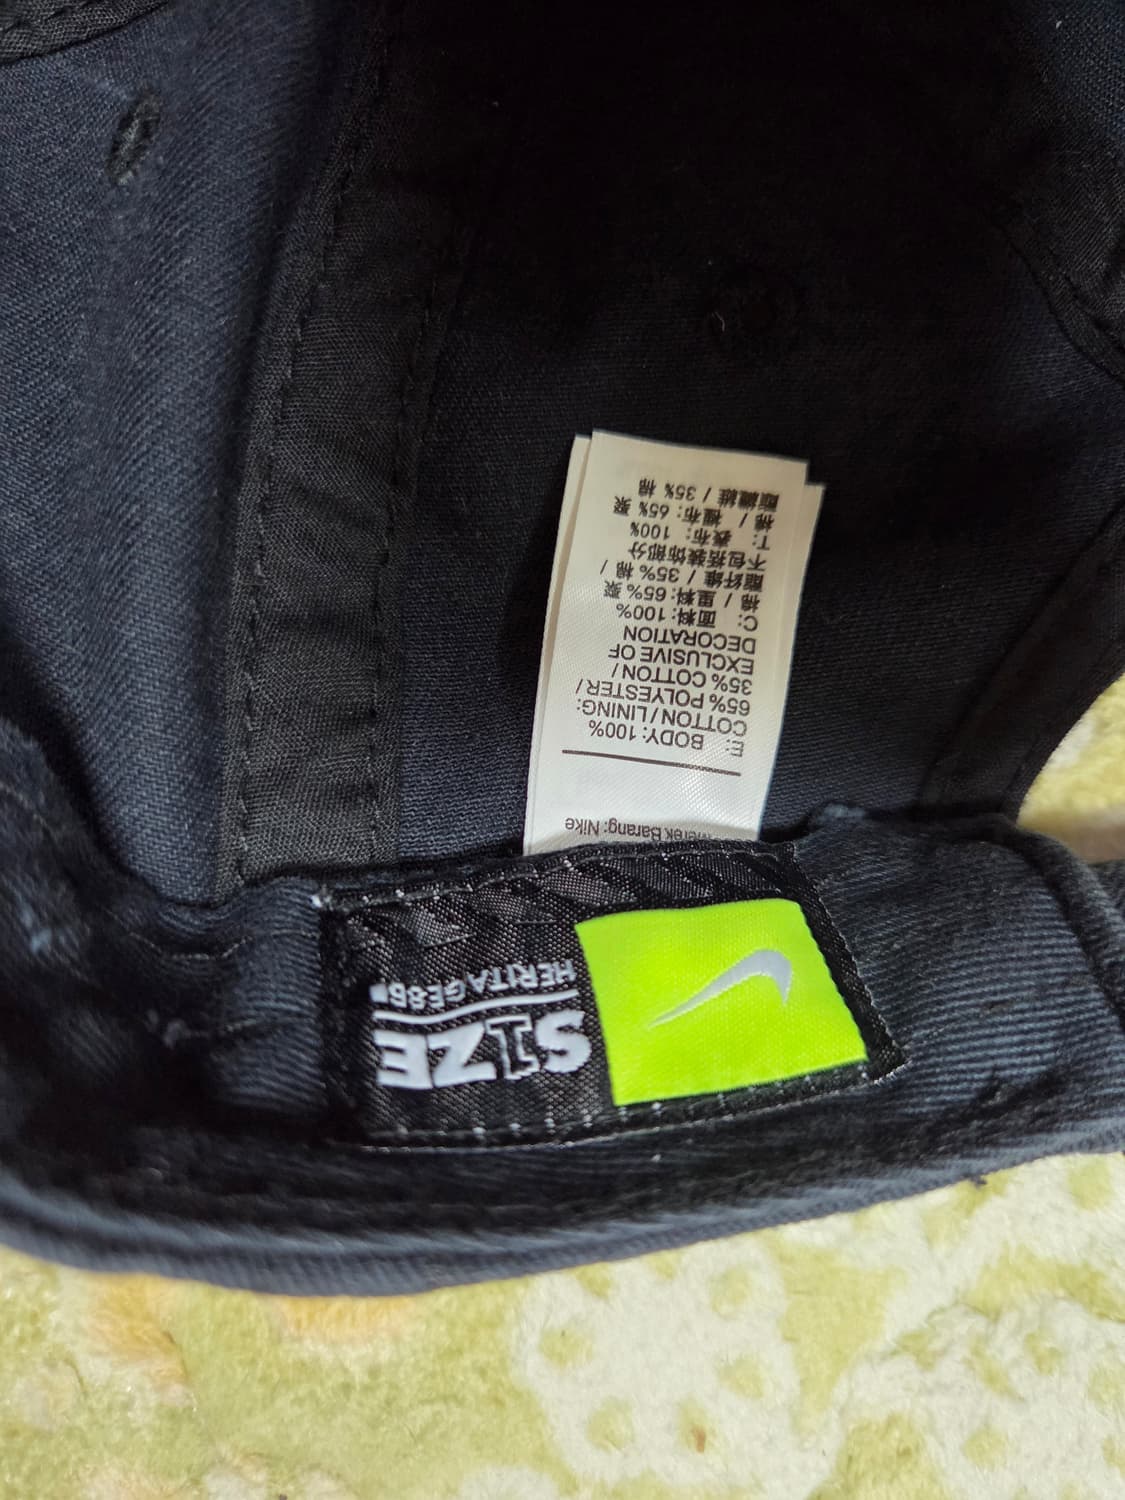 Merek Barang: Nike
E: BODY: 100%
COTTON / LINING:
65% POLYESTER /
35% COTTON /
EXCLUSIVE OF
DECORATION
C: 面料: 100%
棉 / 里料: 65% 聚
酯纤维 / 35% 棉 /
不包括装饰部分
T: 表布: 100%
棉 / 裡布: 65% 聚
酯纖維 / 35% 棉
S1ZE
HERITAGE86